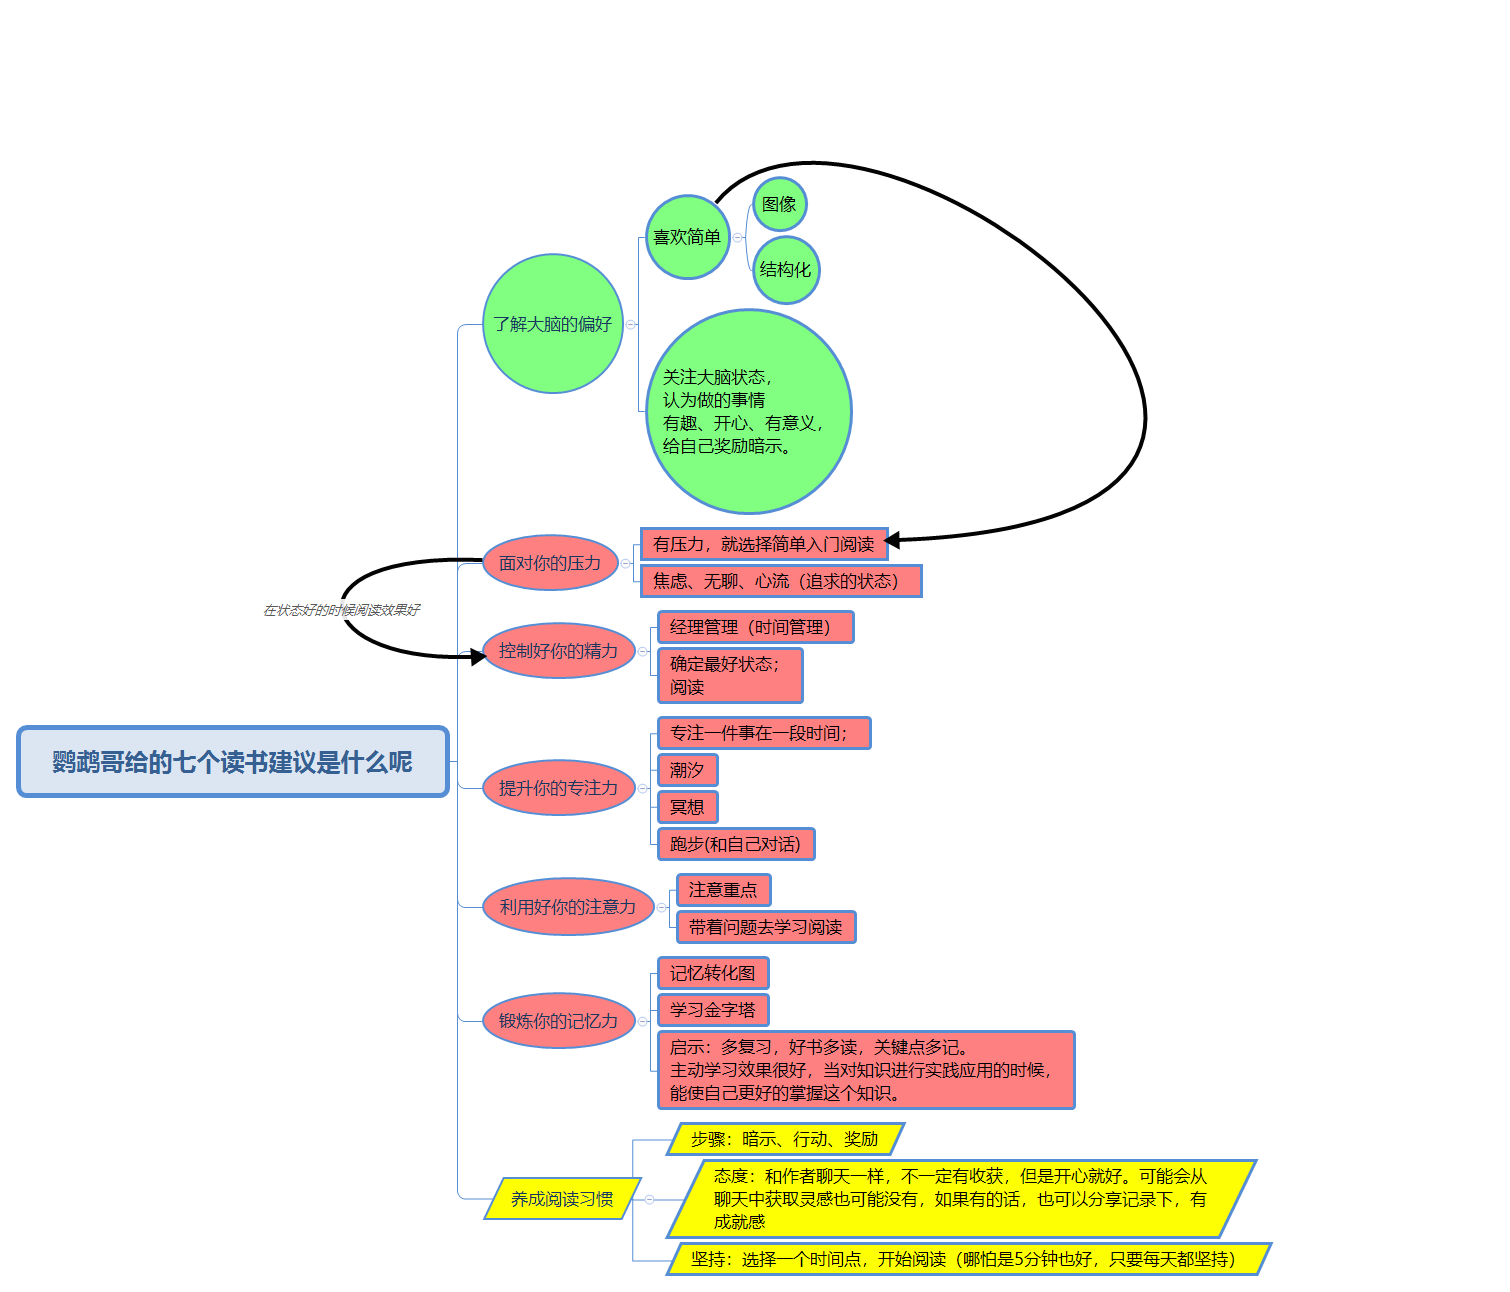 喜欢简单
图像
结构化
了解大脑的偏好
关注大脑状态，
认为做的事情
有趣、开心、有意义，
给自己奖励暗示。
面对你的压力
有压力，就选择简单入门阅读
焦虑、无聊、心流（追求的状态）
在状态好的时候阅读效果好
控制好你的精力
经理管理（时间管理）
确定最好状态；
阅读
鹦鹉哥给的七个读书建议是什么呢
提升你的专注力
专注一件事在一段时间；
潮汐
冥想
跑步(和自己对话)
利用好你的注意力
注意重点
带着问题去学习阅读
锻炼你的记忆力
记忆转化图
学习金字塔
启示：多复习，好书多读，关键点多记。
主动学习效果很好，当对知识进行实践应用的时候，
能使自己更好的掌握这个知识。
养成阅读习惯
步骤：暗示、行动、奖励
态度：和作者聊天一样，不一定有收获，但是开心就好。可能会从
聊天中获取灵感也可能没有，如果有的话，也可以分享记录下，有
成就感
坚持：选择一个时间点，开始阅读（哪怕是5分钟也好，只要每天都坚持）